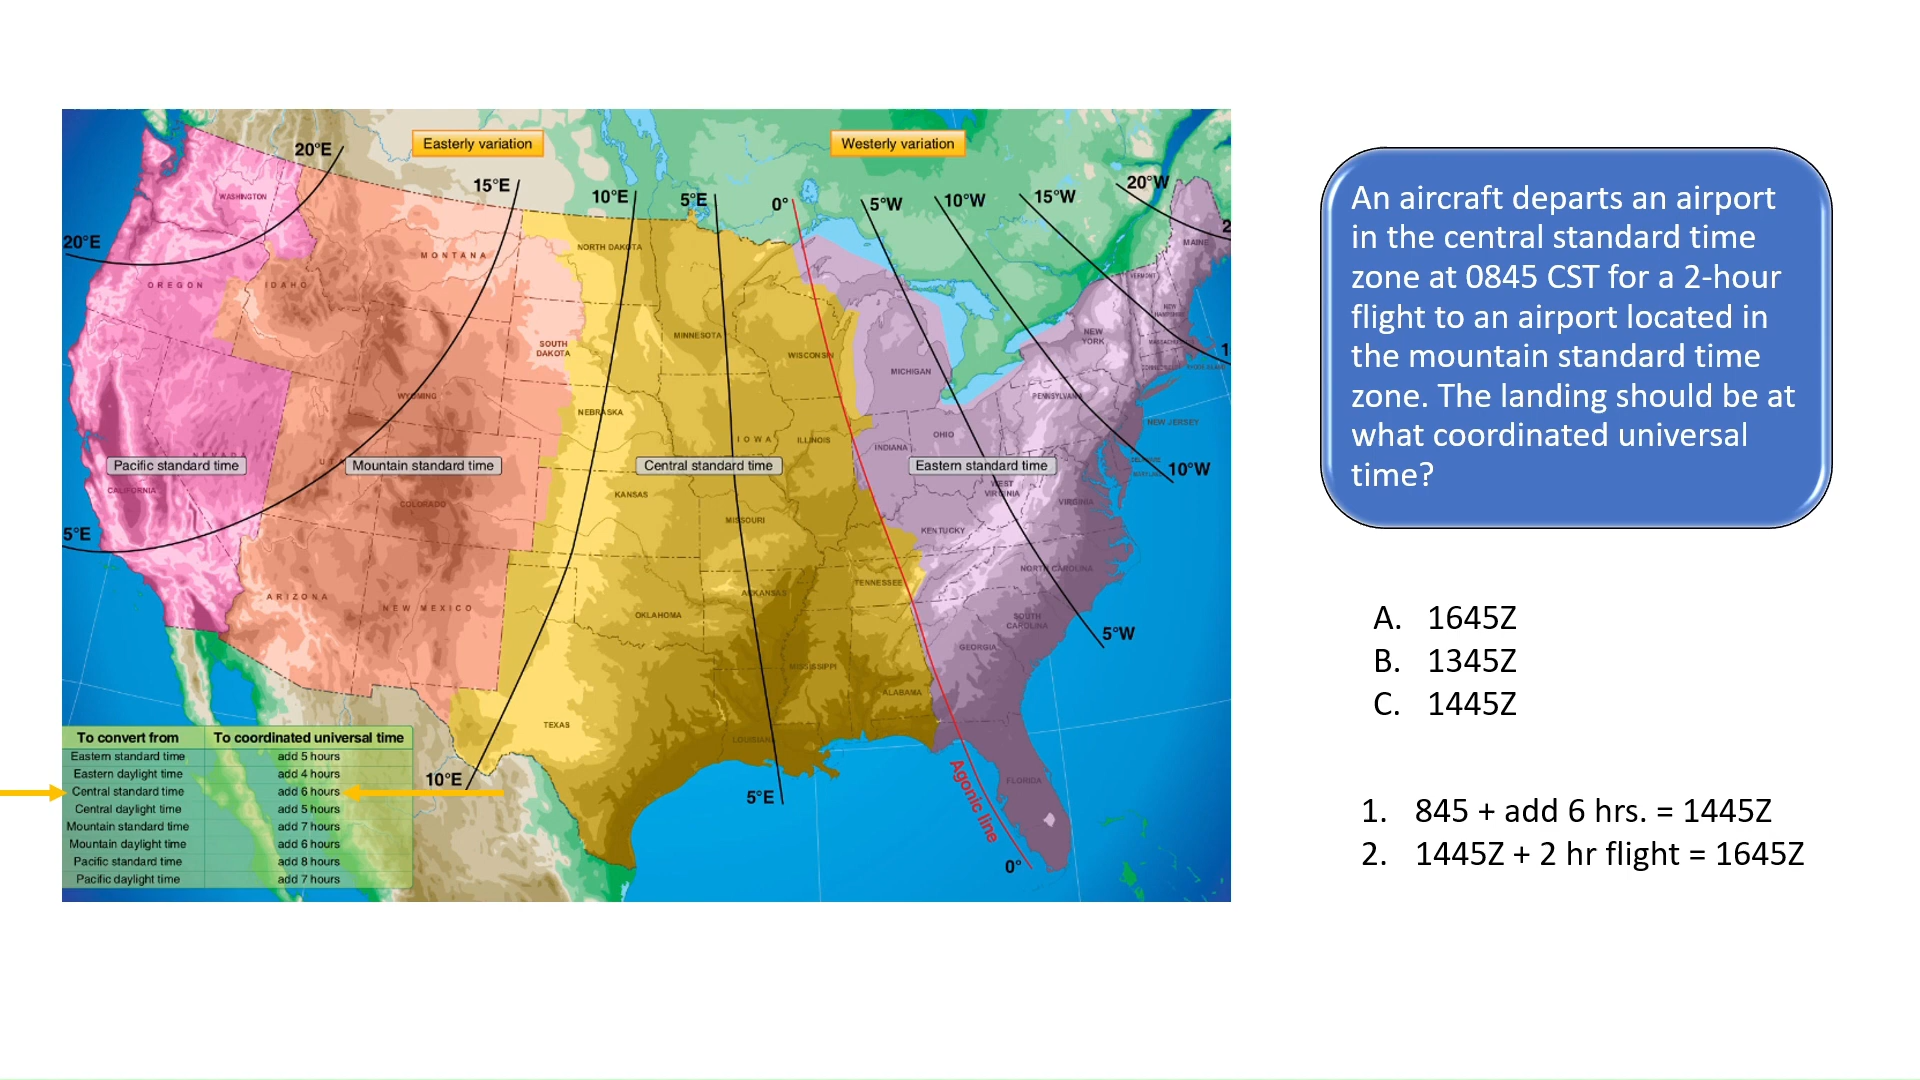 Easterly variation
Westerly variation
20°E
15°E
10°E
5°E
0°
5°W
10°W
15°W
20°W
2
WASHINGTON
20°E
MONTANA
NORTH DAKOTA
MAINE
OREGON
IDAHO
VERMONT
NEW HAMPSHIRE
MINNESOTA
SOUTH
DAKOTA
WISCONSIN
NEW
YORK
1
MICHIGAN
WYOMING
PENNSYLVANIA
NEBRASKA
NEW JERSEY
IOWA
ILLINOIS
OHIO
INDIANA
NEVADA
Pacific standard time
Mountain standard time
Central standard time
Eastern standard time
10°W
CALIFORNIA
COLORADO
KANSAS
WEST
VIRGINIA
VIRGINIA
MISSOURI
5°E
KENTUCKY
NORTH CAROLINA
TENNESSEE
ARIZONA
NEW MEXICO
OKLAHOMA
ARKANSAS
SOUTH
CAROLINA
5°W
GEORGIA
MISSISSIPPI
ALABAMA
TEXAS
LOUISIANA
To convert from To coordinated universal time
Eastern standard time add 5 hours
Eastern daylight time add 4 hours
Central standard time add 6 hours
Central daylight time add 5 hours
Mountain standard time add 7 hours
Mountain daylight time add 6 hours
Pacific standard time add 8 hours
Pacific daylight time add 7 hours
10°E
5°E
Agonic line
FLORIDA
0°
An aircraft departs an airport
in the central standard time
zone at 0845 CST for a 2-hour
flight to an airport located in
the mountain standard time
zone. The landing should be at
what coordinated universal
time?
A. 1645Z
B. 1345Z
C. 1445Z
1. 845 + add 6 hrs. = 1445Z
2. 1445Z + 2 hr flight = 1645Z